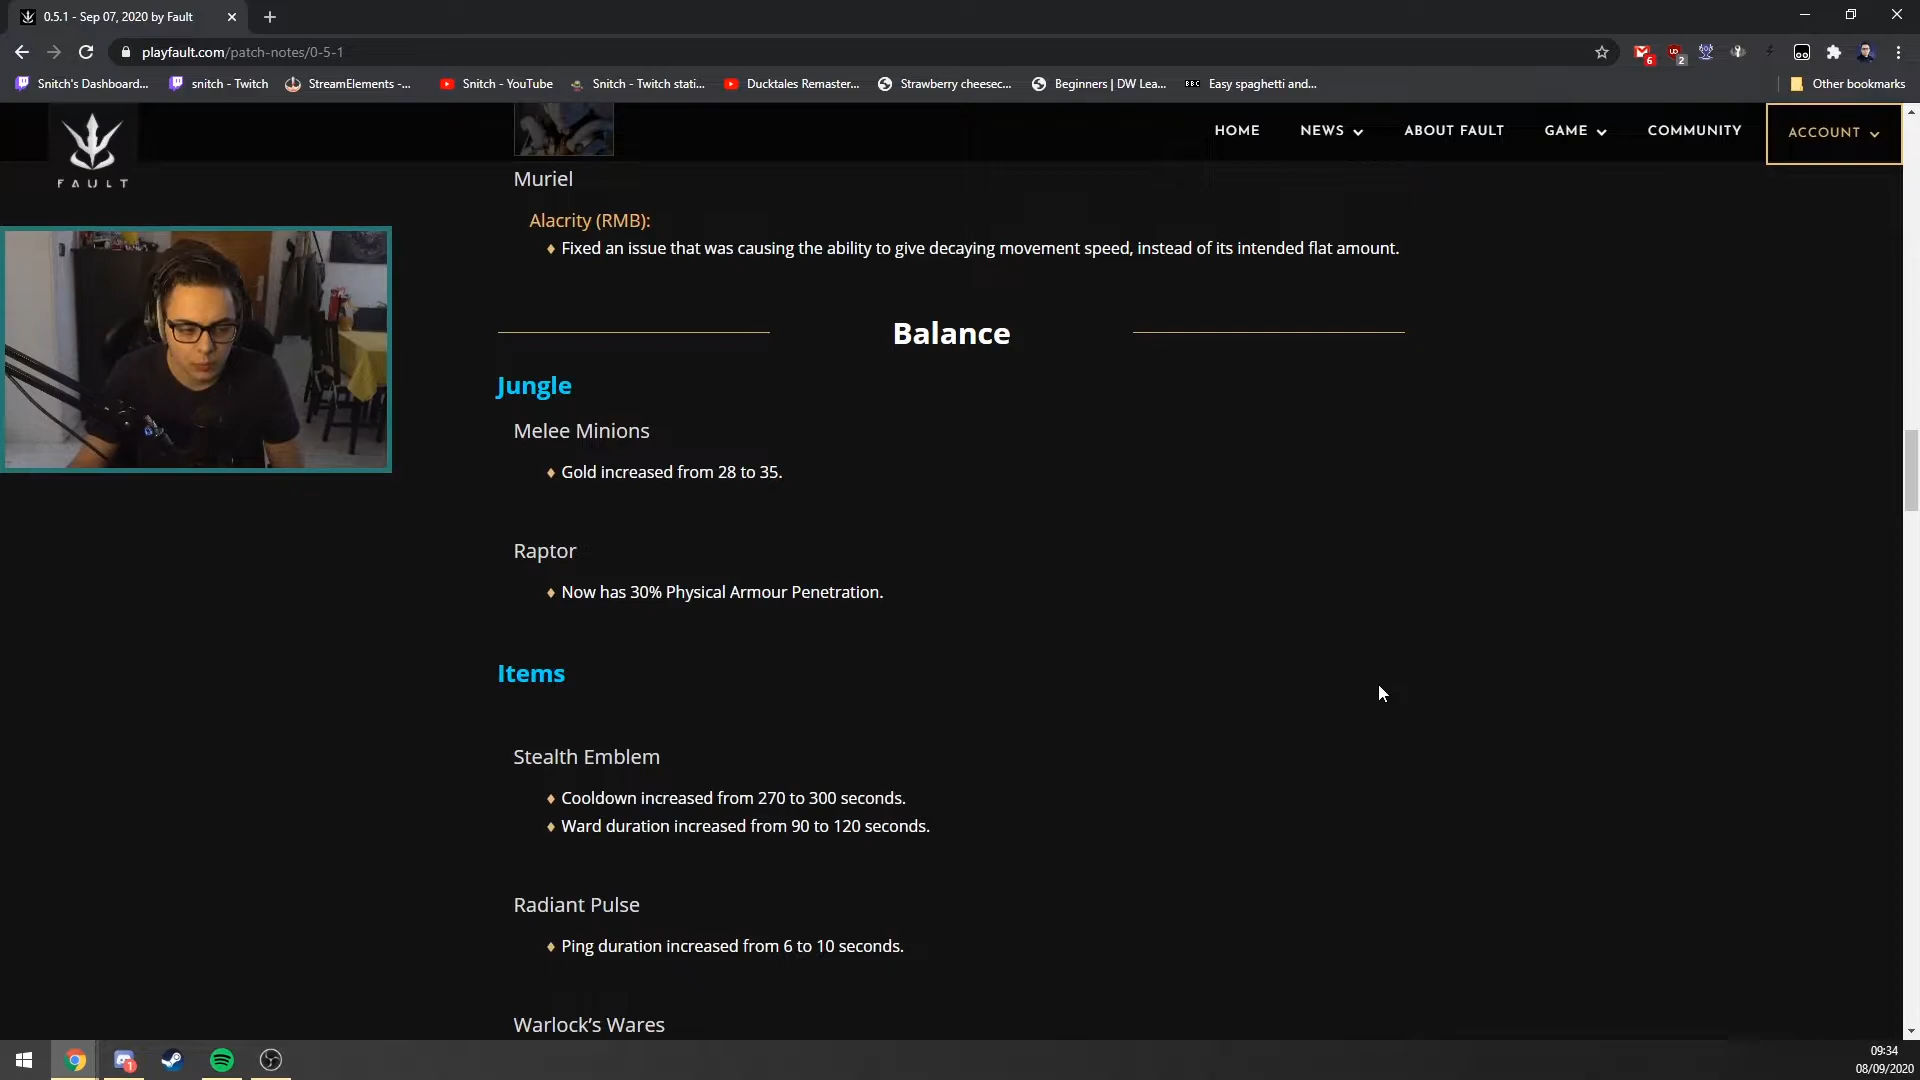 0.5.1 - Sep 07, 2020 by Fault
playfault.com/patch-notes/0-5-1
6
2
Snitch's Dashboard...
snitch - Twitch
StreamElements -...
Snitch - YouTube
Snitch - Twitch stati...
Ducktales Remaster...
Strawberry cheesec...
BBC
Beginners | DW Lea...
Easy spaghetti and...
Other bookmarks
FAULT
HOME
NEWS
ABOUT FAULT
GAME
COMMUNITY
ACCOUNT
Muriel
Alacrity (RMB):
Fixed an issue that was causing the ability to give decaying movement speed, instead of its intended flat amount.
Balance
Jungle
Melee Minions
Gold increased from 28 to 35.
Raptor
Now has 30% Physical Armour Penetration.
Items
Stealth Emblem
Cooldown increased from 270 to 300 seconds.
Ward duration increased from 90 to 120 seconds.
Radiant Pulse
Ping duration increased from 6 to 10 seconds.
Warlock's Wares
1
09:34
08/09/2020